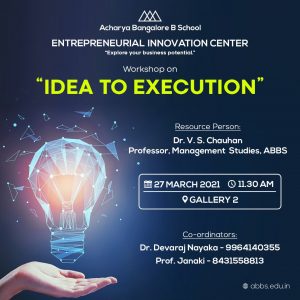 Acharya Bangalore B School
ENTREPRENEURIAL INNOVATION CENTER
"Explore your business potential."
Workshop on
"IDEA TO EXECUTION"
Resource Person:
Dr. V. S. Chauhan
Professor, Management Studies, ABBS
27 MARCH 2021 11.30 AM
GALLERY 2
Co-ordinators:
Dr. Devaraj Nayaka - 9964140355
Prof. Janaki - 8431558813
abbs.edu.in